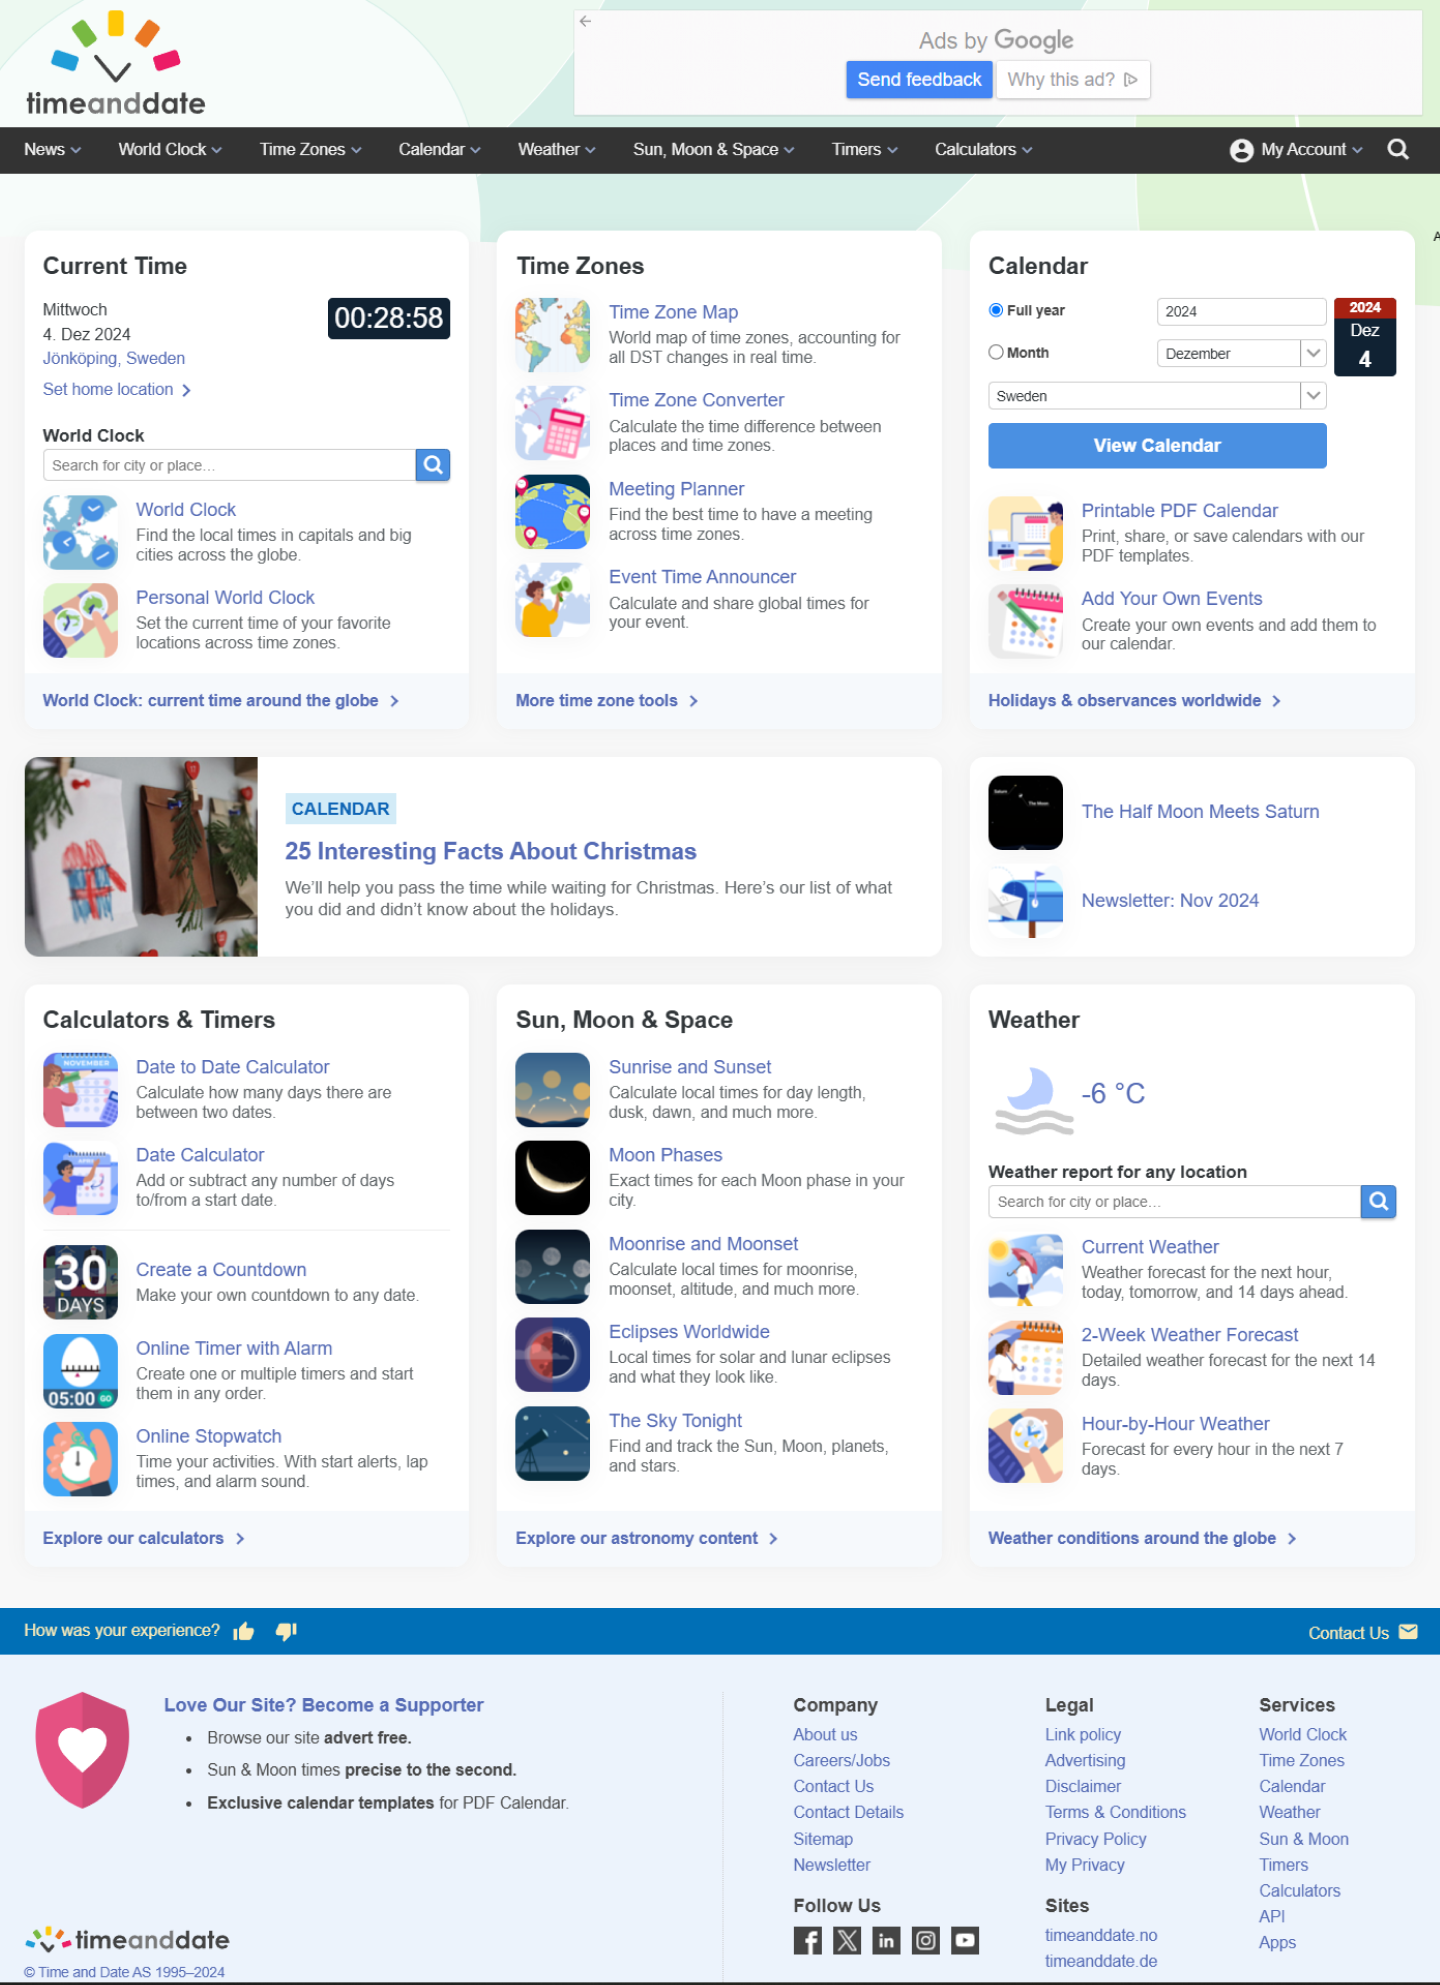 Ads by Google
Send feedback
Why this ad?
timeanddate
News
World Clock
Time Zones
Calendar
Weather
Sun, Moon & Space
Timers
Calculators
My Account
Current Time
Mittwoch
00:28:58
4. Dez 2024
Jönköping, Sweden
Set home location
World Clock
Search for city or place...
World Clock
Find the local times in capitals and big
cities across the globe.
Personal World Clock
Set the current time of your favorite
locations across time zones.
World Clock: current time around the globe
Time Zones
Time Zone Map
World map of time zones, accounting for
all DST changes in real time.
Time Zone Converter
Calculate the time difference between
places and time zones.
Meeting Planner
Find the best time to have a meeting
across time zones.
Event Time Announcer
Calculate and share global times for
your event.
More time zone tools
Calendar
Full year
2024
2024
Dez
4
Month
Dezember
Sweden
View Calendar
Printable PDF Calendar
Print, share, or save calendars with our
PDF templates.
Add Your Own Events
Create your own events and add them to
our calendar.
Holidays & observances worldwide
CALENDAR
25 Interesting Facts About Christmas
We'll help you pass the time while waiting for Christmas. Here's our list of what
you did and didn't know about the holidays.
Saturn
The Moon
The Half Moon Meets Saturn
Newsletter: Nov 2024
Calculators & Timers
NOVEMBER
Date to Date Calculator
Calculate how many days there are
between two dates.
Date Calculator
Add or subtract any number of days
to/from a start date.
30
DAYS
Create a Countdown
Make your own countdown to any date.
05:00 GO
Online Timer with Alarm
Create one or multiple timers and start
them in any order.
Online Stopwatch
Time your activities. With start alerts, lap
times, and alarm sound.
Explore our calculators
Sun, Moon & Space
Sunrise and Sunset
Calculate local times for day length,
dusk, dawn, and much more.
Moon Phases
Exact times for each Moon phase in your
city.
Moonrise and Moonset
Calculate local times for moonrise,
moonset, altitude, and much more.
Eclipses Worldwide
Local times for solar and lunar eclipses
and what they look like.
The Sky Tonight
Find and track the Sun, Moon, planets,
and stars.
Explore our astronomy content
Weather
-6 °C
Weather report for any location
Search for city or place...
Current Weather
Weather forecast for the next hour,
today, tomorrow, and 14 days ahead.
2-Week Weather Forecast
Detailed weather forecast for the next 14
days.
Hour-by-Hour Weather
Forecast for every hour in the next 7
days.
Weather conditions around the globe
How was your experience?
Contact Us
Love Our Site? Become a Supporter
• Browse our site advert free.
• Sun & Moon times precise to the second.
• Exclusive calendar templates for PDF Calendar.
timeanddate
© Time and Date AS 1995–2024
Company
About us
Careers/Jobs
Contact Us
Contact Details
Sitemap
Newsletter
Follow Us
Legal
Link policy
Advertising
Disclaimer
Terms & Conditions
Privacy Policy
My Privacy
Sites
timeanddate.no
timeanddate.de
Services
World Clock
Time Zones
Calendar
Weather
Sun & Moon
Timers
Calculators
API
Apps